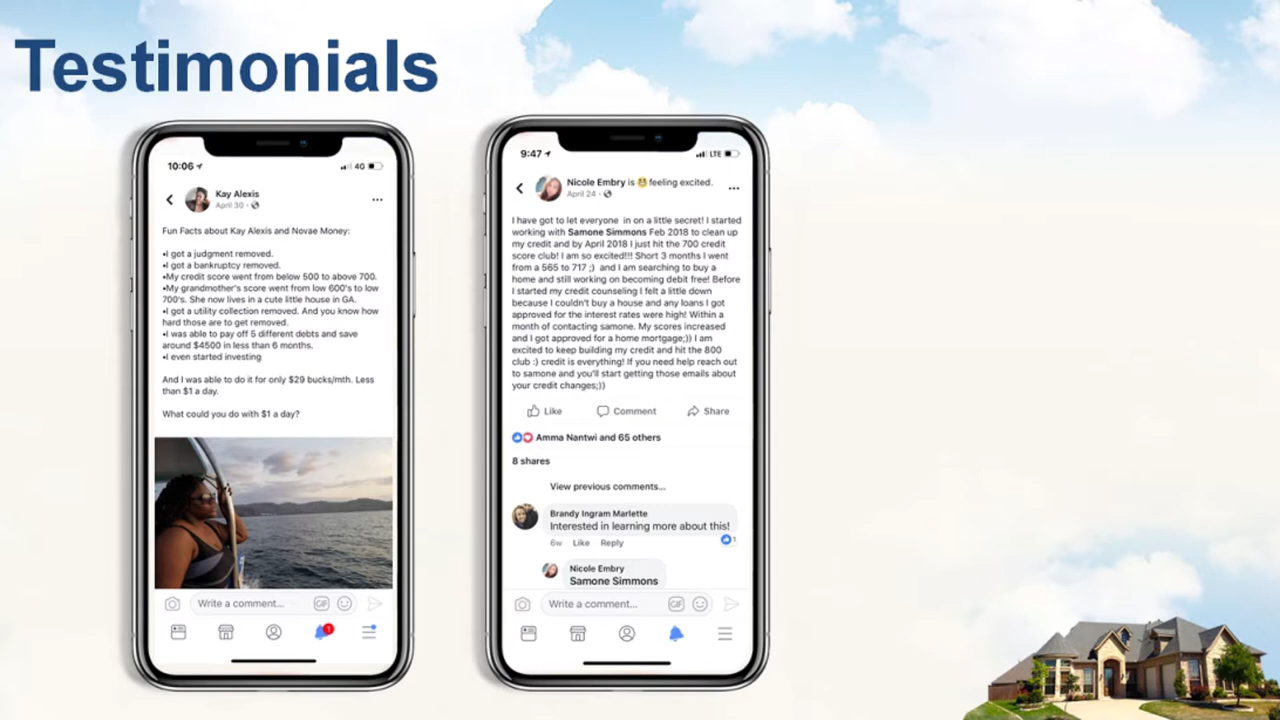 Testimonials
10:06
4G
Kay Alexis
April 30 ·
Fun Facts about Kay Alexis and Novae Money:
•I got a judgment removed.
•I got a bankruptcy removed.
•My credit score went from below 500 to above 700.
•My grandmother's score went from low 600's to low
700's. She now lives in a cute little house in GA.
•I got a utility collection removed. And you know how
hard those are to get removed.
•I was able to pay off 5 different debts and save
around $4500 in less than 6 months.
•I even started investing
And I was able to do it for only $29 bucks/mth. Less
than $1 a day.
What could you do with $1 a day?
Write a comment...
GIF
1
9:47
LTE
Nicole Embry is 😁 feeling excited.
April 24 ·
I have got to let everyone in on a little secret! I started
working with Samone Simmons Feb 2018 to clean up
my credit and by April 2018 I just hit the 700 credit
score club! I am so excited!!! Short 3 months I went
from a 565 to 717 ;) and I am searching to buy a
home and still working on becoming debit free! Before
I started my credit counseling I felt a little down
because I couldn't buy a house and any loans I got
approved for the interest rates were high! Within a
month of contacting samone. My scores increased
and I got approved for a home mortgage;)) I am
excited to keep building my credit and hit the 800
club :) credit is everything! If you need help reach out
to samone and you'll start getting those emails about
your credit changes;))
Like
Comment
Share
Amma Nantwi and 65 others
8 shares
View previous comments...
Brandy Ingram Marlette
Interested in learning more about this!
6w Like Reply
1
Nicole Embry
Samone Simmons
Write a comment...
GIF